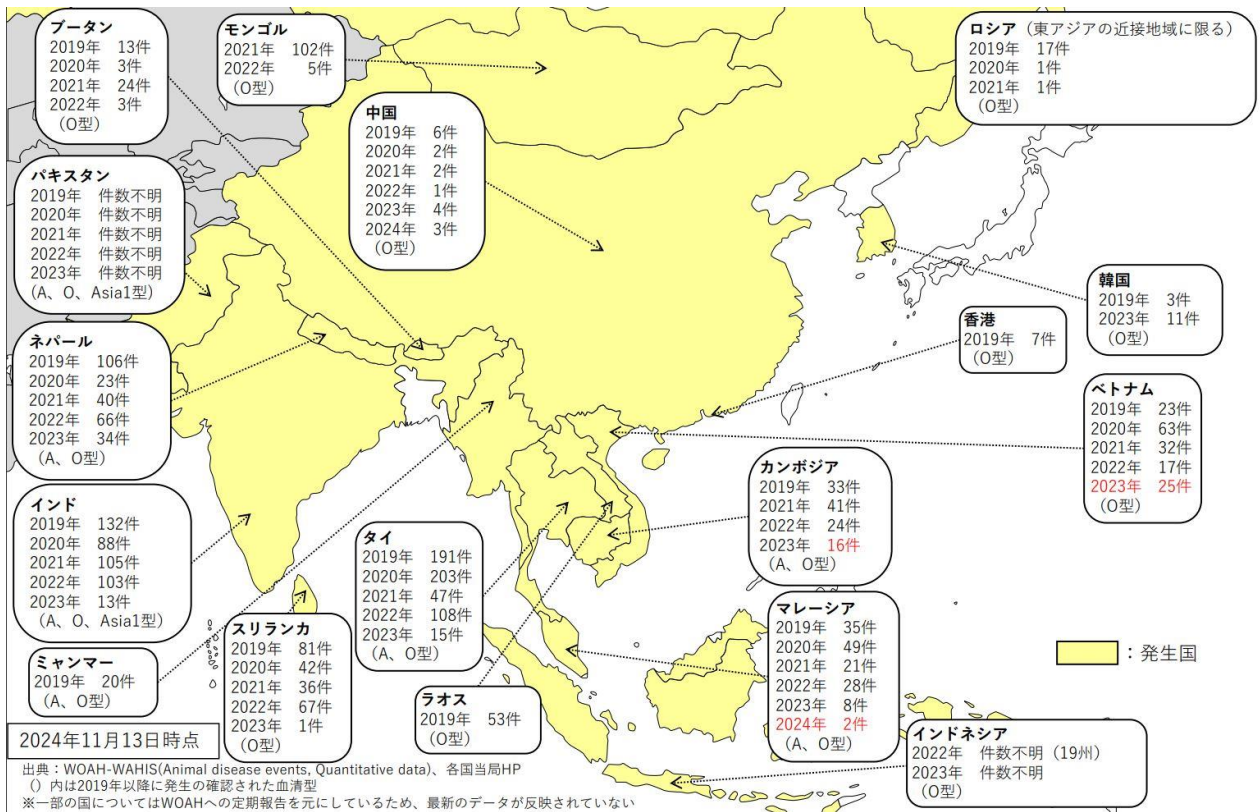 ブータン
2019年 13件
2020年 3件
2021年 24件
2022年 3件
(O型)
モンゴル
2021年 102件
2022年 5件
(O型)
ロシア（東アジアの近接地域に限る）
2019年 17件
2020年 1件
2021年 1件
(O型)
中国
2019年 6件
2020年 2件
2021年 2件
2022年 1件
2023年 4件
2024年 3件
(O型)
パキスタン
2019年 件数不明
2020年 件数不明
2021年 件数不明
2022年 件数不明
2023年 件数不明
(A、O、Asia1型)
韓国
2019年 3件
2023年 11件
(O型)
香港
2019年 7件
(O型)
ネパール
2019年 106件
2020年 23件
2021年 40件
2022年 66件
2023年 34件
(A、O型)
ベトナム
2019年 23件
2020年 63件
2021年 32件
2022年 17件
2023年 25件
(O型)
カンボジア
2019年 33件
2021年 41件
2022年 24件
2023年 16件
(A、O型)
インド
2019年 132件
2020年 88件
2021年 105件
2022年 103件
2023年 13件
(A、O、Asia1型)
タイ
2019年 191件
2020年 203件
2021年 47件
2022年 108件
2023年 15件
(A、O型)
マレーシア
2019年 35件
2020年 49件
2021年 21件
2022年 28件
2023年 8件
2024年 2件
(A、O型)
スリランカ
2019年 81件
2020年 42件
2021年 36件
2022年 67件
2023年 1件
(O型)
ミャンマー
2019年 20件
(A、O型)
ラオス
2019年 53件
(O型)
：発生国
インドネシア
2022年 件数不明（19州）
2023年 件数不明
(O型)
2024年11月13日時点
出典：WOAH-WAHIS(Animal disease events, Quantitative data)、各国当局HP
（）内は2019年以降に発生の確認された血清型
※一部の国についてはWOAHへの定期報告を元にしているため、最新のデータが反映されていない